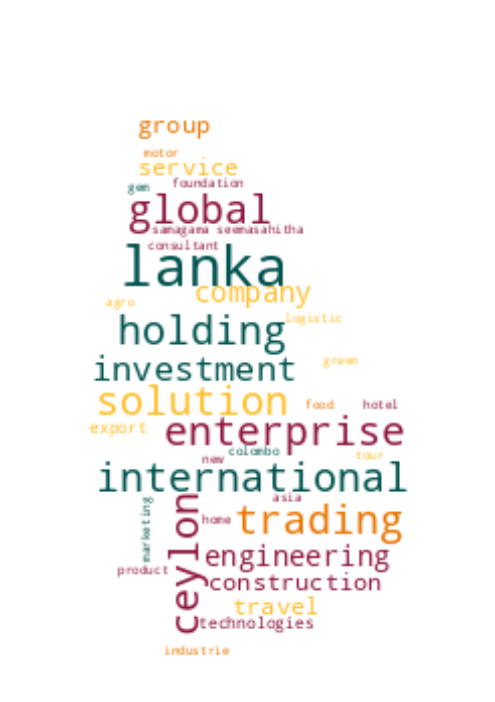 group
motor
service
gem foundation
global
samagama seemasahitha
consultant
lanka
company
agro
logistic
holding
green
investment
solution
food hotel
export enterprise
colombo
tour
new
international
asia
marketing
ceylon
home trading
engineering
product
construction
travel
technologies
industrie